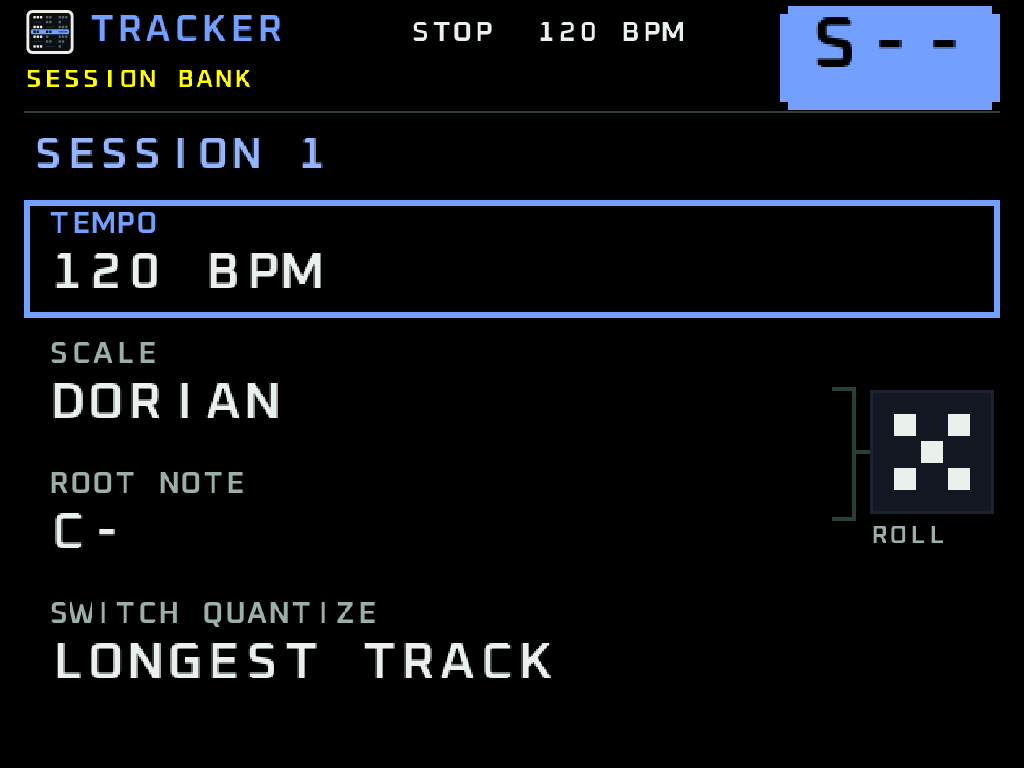 TRACKER
STOP 120 BPM
S--
SESSION BANK
SESSION 1
TEMPO
120 BPM
SCALE
DORIAN
ROOT NOTE
C-
ROLL
SWITCH QUANTIZE
LONGEST TRACK